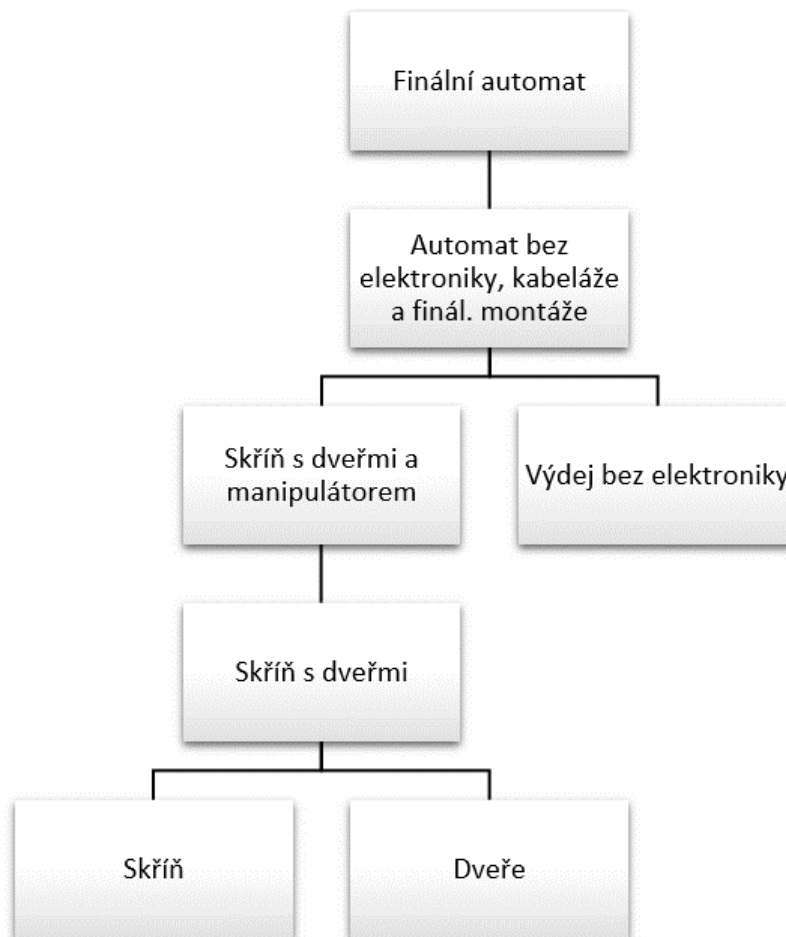 Finální automat
Automat bez
elektroniky, kabeláže
a finál. montáže
Skříň s dveřmi a
manipulátorem
Výdej bez elektroniky
Skříň s dveřmi
Skříň
Dveře